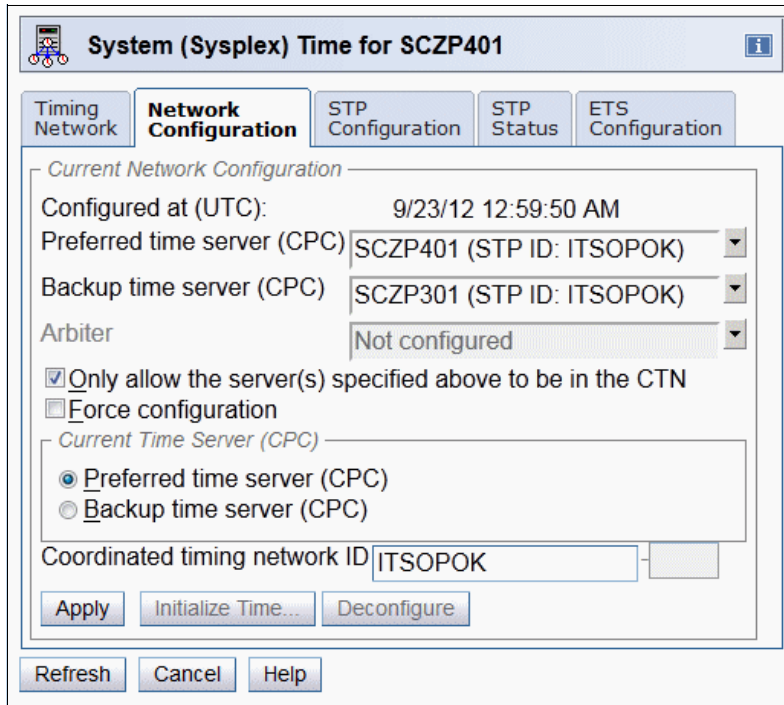 System (Sysplex) Time for SCZP401
i
Timing Network
Network Configuration
STP Configuration
STP Status
ETS Configuration
Current Network Configuration
Configured at (UTC): 9/23/12 12:59:50 AM
Preferred time server (CPC) SCZP401 (STP ID: ITSOPOK)
Backup time server (CPC) SCZP301 (STP ID: ITSOPOK)
Arbiter Not configured
Only allow the server(s) specified above to be in the CTN
Force configuration
Current Time Server (CPC)
Preferred time server (CPC)
Backup time server (CPC)
Coordinated timing network ID ITSOPOK -
Apply Initialize Time... Deconfigure
Refresh Cancel Help